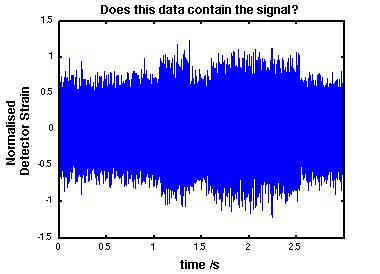 Does this data contain the signal?
1.5
1
0.5
0
-0.5
-1
-1.5
Normalised
Detector Strain
0 0.5 1 1.5 2 2.5
time /s